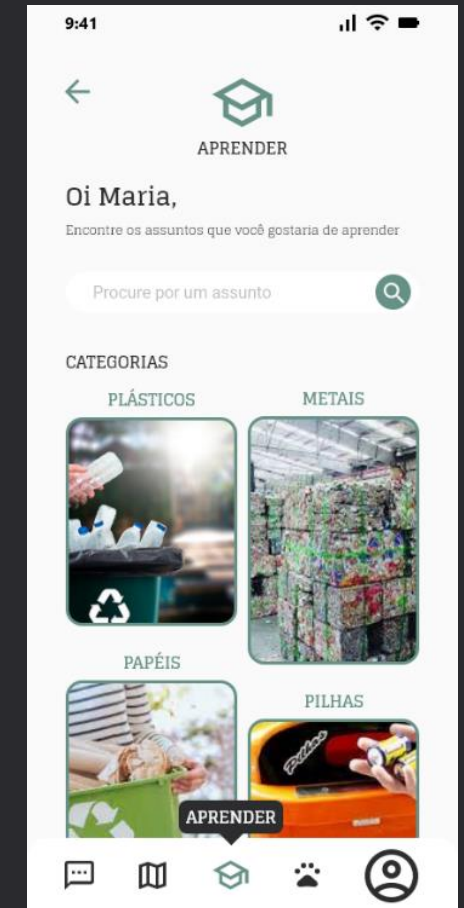 9:41
APRENDER
Oi Maria,
Encontre os assuntos que você gostaria de aprender
Procure por um assunto
CATEGORIAS
PLÁSTICOS
METAIS
PAPÉIS
PILHAS
Pilhas
APRENDER